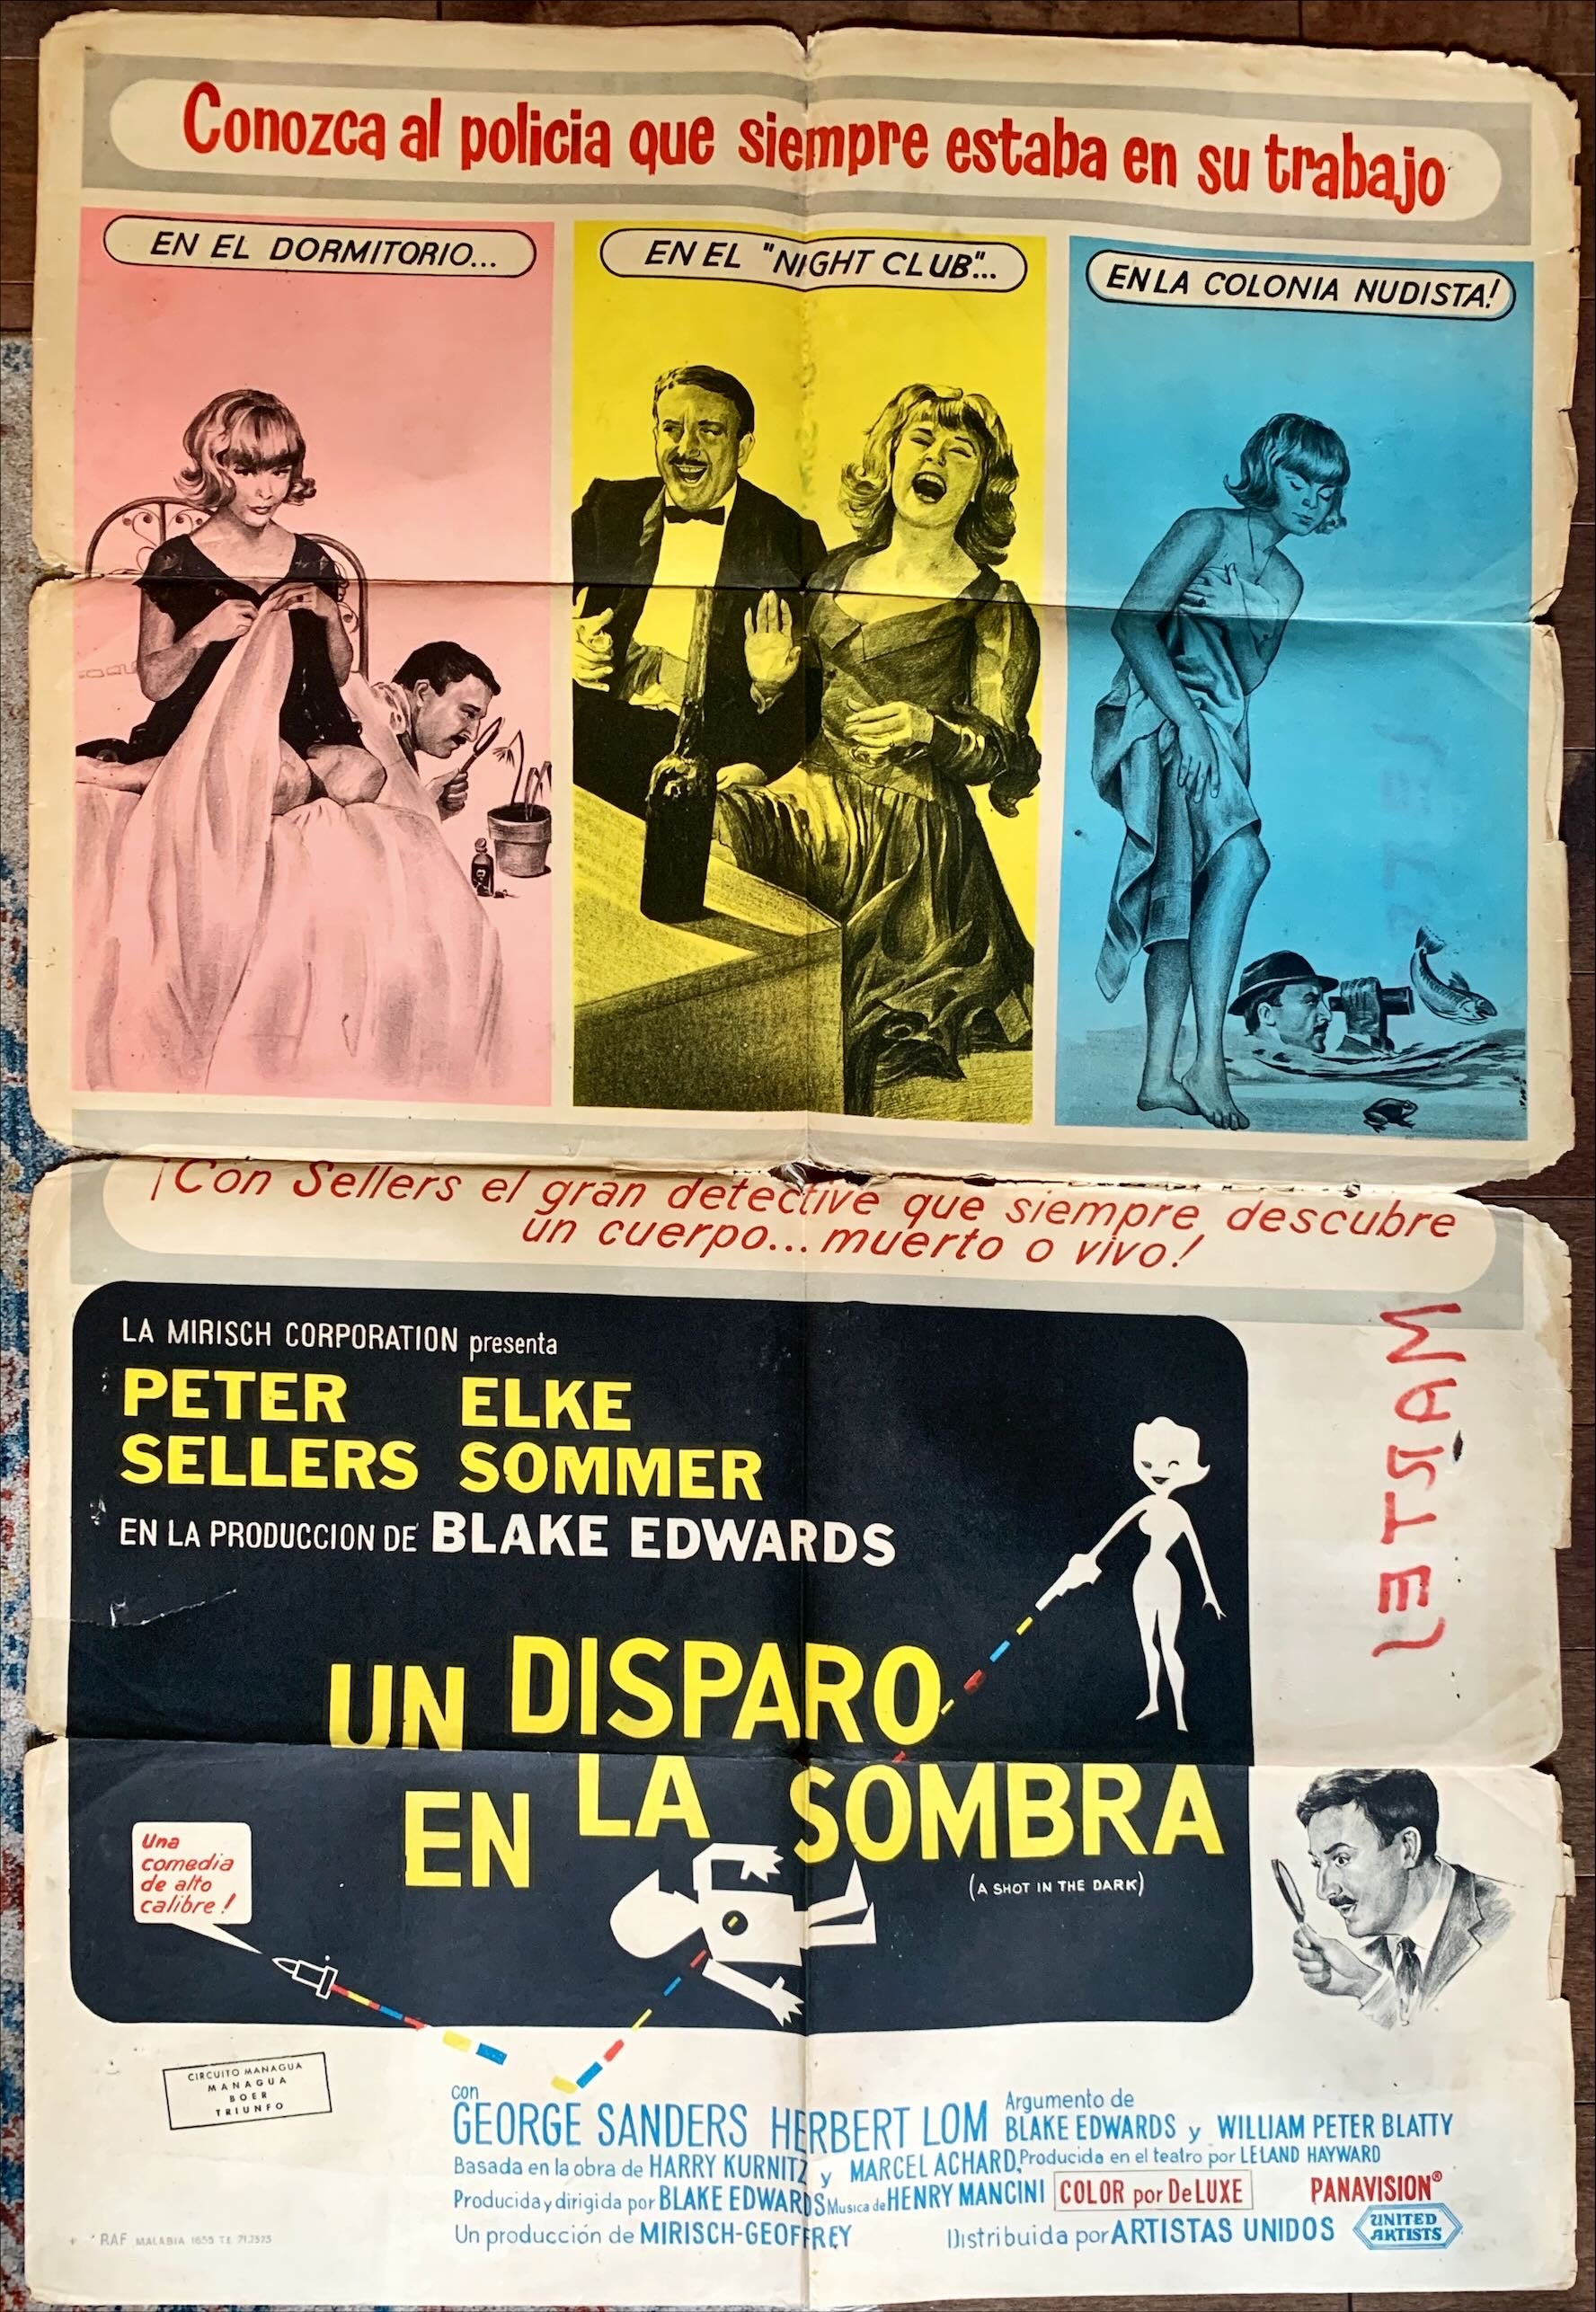 Conozca al policia que siempre estaba en su trabajo
EN EL DORMITORIO...
EN EL "NIGHT CLUB"...
EN LA COLONIA NUDISTA!
¡Con Sellers el gran detective que siempre descubre
un cuerpo... muerto o vivo!
LA MIRISCH CORPORATION presenta
PETER SELLERS
ELKE SOMMER
EN LA PRODUCCION DE BLAKE EDWARDS
MARTE
UN DISPARO
EN LA SOMBRA
(A SHOT IN THE DARK)
Una
comedia
de alto
calibre!
CIRCUITO MANAGUA
MANAGUA
BOER
TRIUNFO
con
GEORGE SANDERS HERBERT LOM
Argumento de
BLAKE EDWARDS y WILLIAM PETER BLATTY
Basada en la obra de HARRY KURNITZ y MARCEL ACHARD. Producida en el teatro por LELAND HAYWARD
Producida y dirigida por BLAKE EDWARDS Musica de HENRY MANCINI COLOR por DeLUXE PANAVISION®
Un producción de MIRISCH-GEOFFREY Distribuida por ARTISTAS UNIDOS
UNITED
ARTISTS
RAF MALABIA 1655 T.E. 71.7575